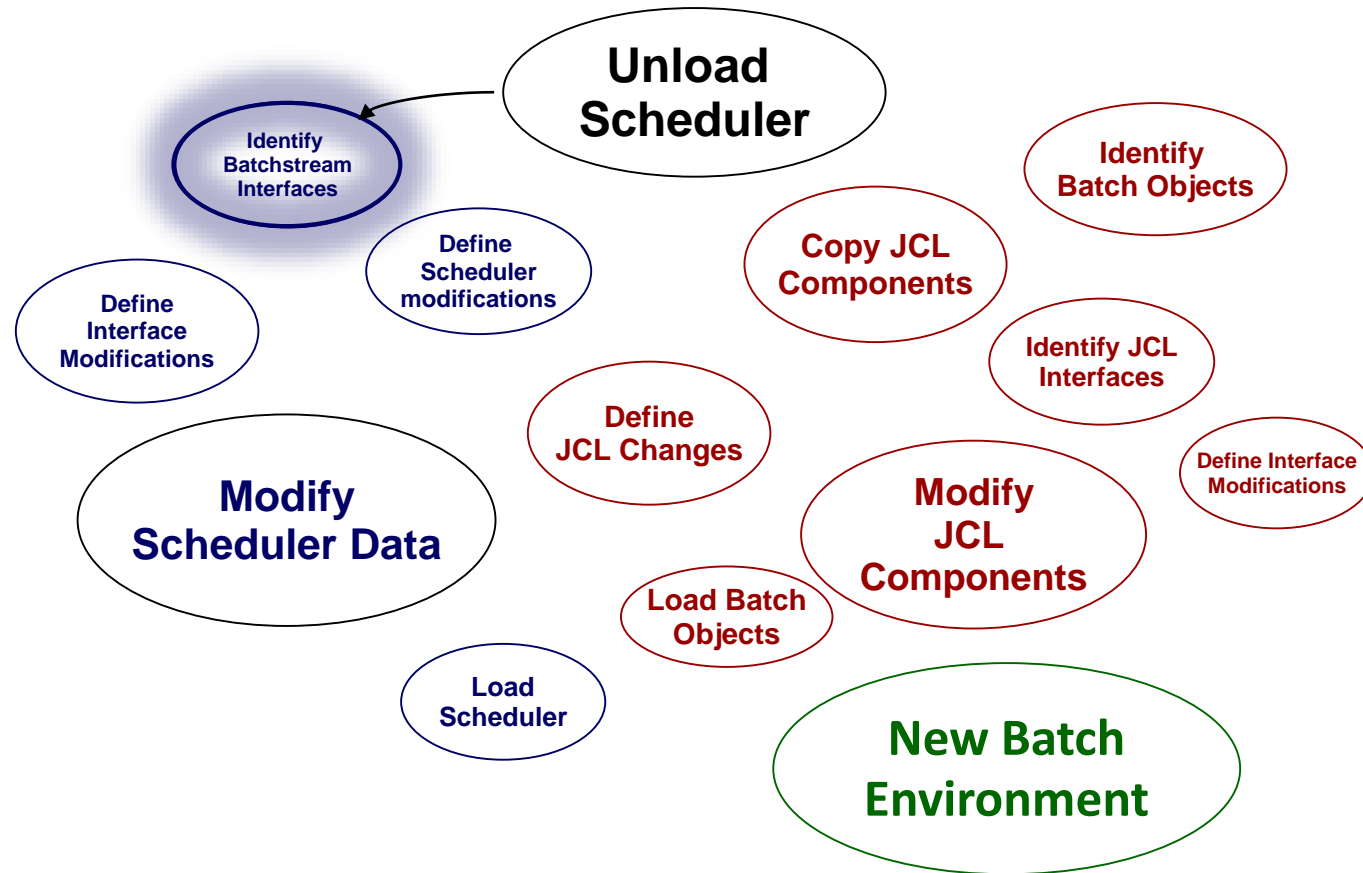 Unload
Scheduler
Identify
Batchstream
Interfaces
Identify
Batch Objects
Define
Scheduler
modifications
Copy JCL
Components
Define
Interface
Modifications
Identify JCL
Interfaces
Define
JCL Changes
Define Interface
Modifications
Modify
Scheduler Data
Modify
JCL
Components
Load Batch
Objects
Load
Scheduler
New Batch
Environment